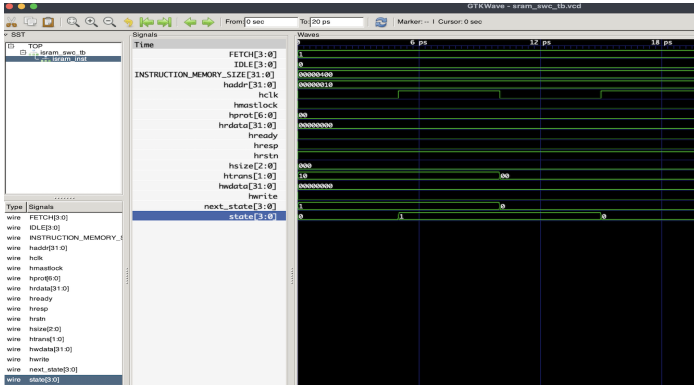 GTKWave - sram_swc_tb.vcd
From: 0 sec To: 20 ps Marker: -- | Cursor: 0 sec
SST
TOP
isram_swc_tb
isram_inst
Type Signals
wire FETCH[3:0]
wire IDLE[3:0]
wire INSTRUCTION_MEMORY_S
wire haddr[31:0]
wire hclk
wire hmastlock
wire hprot[6:0]
wire hrdata[31:0]
wire hready
wire hresp
wire hrstn
wire hsize[2:0]
wire htrans[1:0]
wire hwdata[31:0]
wire hwrite
wire next_state[3:0]
wire state[3:0]
Signals
Time
FETCH[3:0]
IDLE[3:0]
INSTRUCTION_MEMORY_SIZE[31:0]
haddr[31:0]
hclk
hmastlock
hprot[6:0]
hrdata[31:0]
hready
hresp
hrstn
hsize[2:0]
htrans[1:0]
hwdata[31:0]
hwrite
next_state[3:0]
state[3:0]
Waves
6 ps 12 ps 18 ps
1
0
00000400
00000010
00
00000000
000
10 00
00000000
1 0
0 1 0